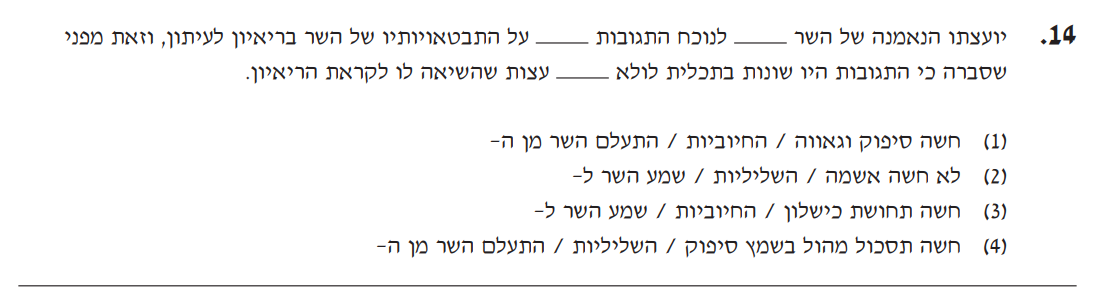 14. יועצתו הנאמנה של השר _____ לנוכח התגובות _____ על התבטאויותיו של השר בריאיון לעיתון, וזאת מפני
שסברה כי התגובות היו שונות בתכלית לולא _____ עצות שהשיאה לו לקראת הריאיון.
(1) חשה סיפוק וגאווה / החיוביות / התעלם השר מן ה-
(2) לא חשה אשמה / השליליות / שמע השר ל-
(3) חשה תחושת כישלון / החיוביות / שמע השר ל-
(4) חשה תסכול מהול בשמץ סיפוק / השליליות / התעלם השר מן ה-